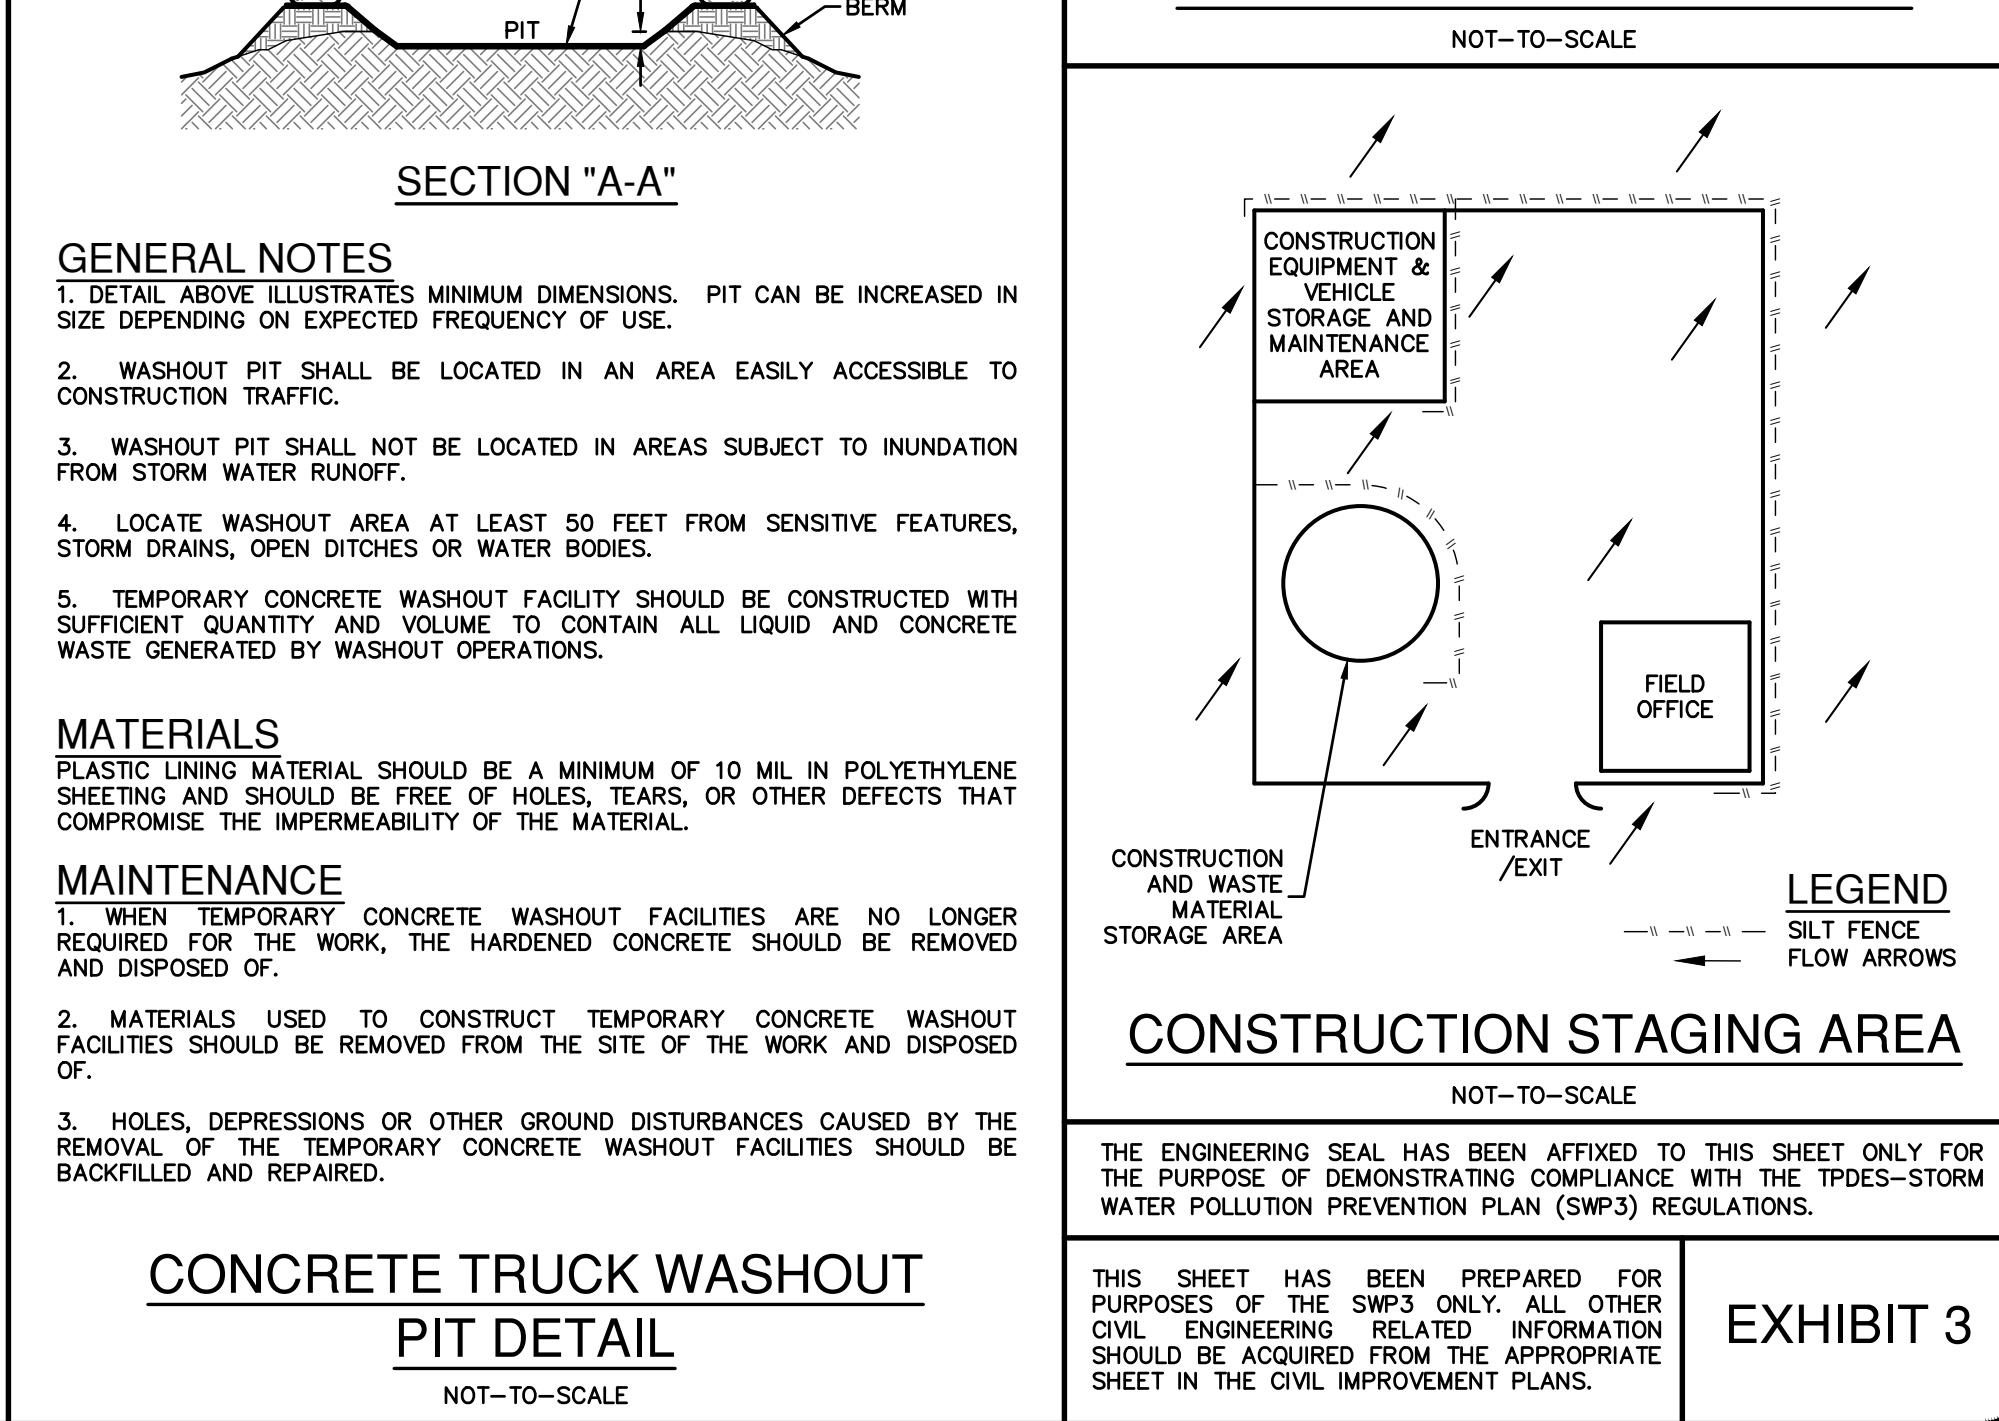 PIT
BERM
SECTION "A-A"
GENERAL NOTES
1. DETAIL ABOVE ILLUSTRATES MINIMUM DIMENSIONS. PIT CAN BE INCREASED IN
SIZE DEPENDING ON EXPECTED FREQUENCY OF USE.
2. WASHOUT PIT SHALL BE LOCATED IN AN AREA EASILY ACCESSIBLE TO
CONSTRUCTION TRAFFIC.
3. WASHOUT PIT SHALL NOT BE LOCATED IN AREAS SUBJECT TO INUNDATION
FROM STORM WATER RUNOFF.
4. LOCATE WASHOUT AREA AT LEAST 50 FEET FROM SENSITIVE FEATURES,
STORM DRAINS, OPEN DITCHES OR WATER BODIES.
5. TEMPORARY CONCRETE WASHOUT FACILITY SHOULD BE CONSTRUCTED WITH
SUFFICIENT QUANTITY AND VOLUME TO CONTAIN ALL LIQUID AND CONCRETE
WASTE GENERATED BY WASHOUT OPERATIONS.
MATERIALS
PLASTIC LINING MATERIAL SHOULD BE A MINIMUM OF 10 MIL IN POLYETHYLENE
SHEETING AND SHOULD BE FREE OF HOLES, TEARS, OR OTHER DEFECTS THAT
COMPROMISE THE IMPERMEABILITY OF THE MATERIAL.
MAINTENANCE
1. WHEN TEMPORARY CONCRETE WASHOUT FACILITIES ARE NO LONGER
REQUIRED FOR THE WORK, THE HARDENED CONCRETE SHOULD BE REMOVED
AND DISPOSED OF.
2. MATERIALS USED TO CONSTRUCT TEMPORARY CONCRETE WASHOUT
FACILITIES SHOULD BE REMOVED FROM THE SITE OF THE WORK AND DISPOSED
OF.
3. HOLES, DEPRESSIONS OR OTHER GROUND DISTURBANCES CAUSED BY THE
REMOVAL OF THE TEMPORARY CONCRETE WASHOUT FACILITIES SHOULD BE
BACKFILLED AND REPAIRED.
CONCRETE TRUCK WASHOUT
PIT DETAIL
NOT-TO-SCALE
NOT-TO-SCALE
CONSTRUCTION
EQUIPMENT &
VEHICLE
STORAGE AND
MAINTENANCE
AREA
FIELD
OFFICE
ENTRANCE
/EXIT
CONSTRUCTION
AND WASTE
MATERIAL
STORAGE AREA
LEGEND
SILT FENCE
FLOW ARROWS
CONSTRUCTION STAGING AREA
NOT-TO-SCALE
THE ENGINEERING SEAL HAS BEEN AFFIXED TO THIS SHEET ONLY FOR
THE PURPOSE OF DEMONSTRATING COMPLIANCE WITH THE TPDES-STORM
WATER POLLUTION PREVENTION PLAN (SWP3) REGULATIONS.
THIS SHEET HAS BEEN PREPARED FOR
PURPOSES OF THE SWP3 ONLY. ALL OTHER
CIVIL ENGINEERING RELATED INFORMATION
SHOULD BE ACQUIRED FROM THE APPROPRIATE
SHEET IN THE CIVIL IMPROVEMENT PLANS.
EXHIBIT 3